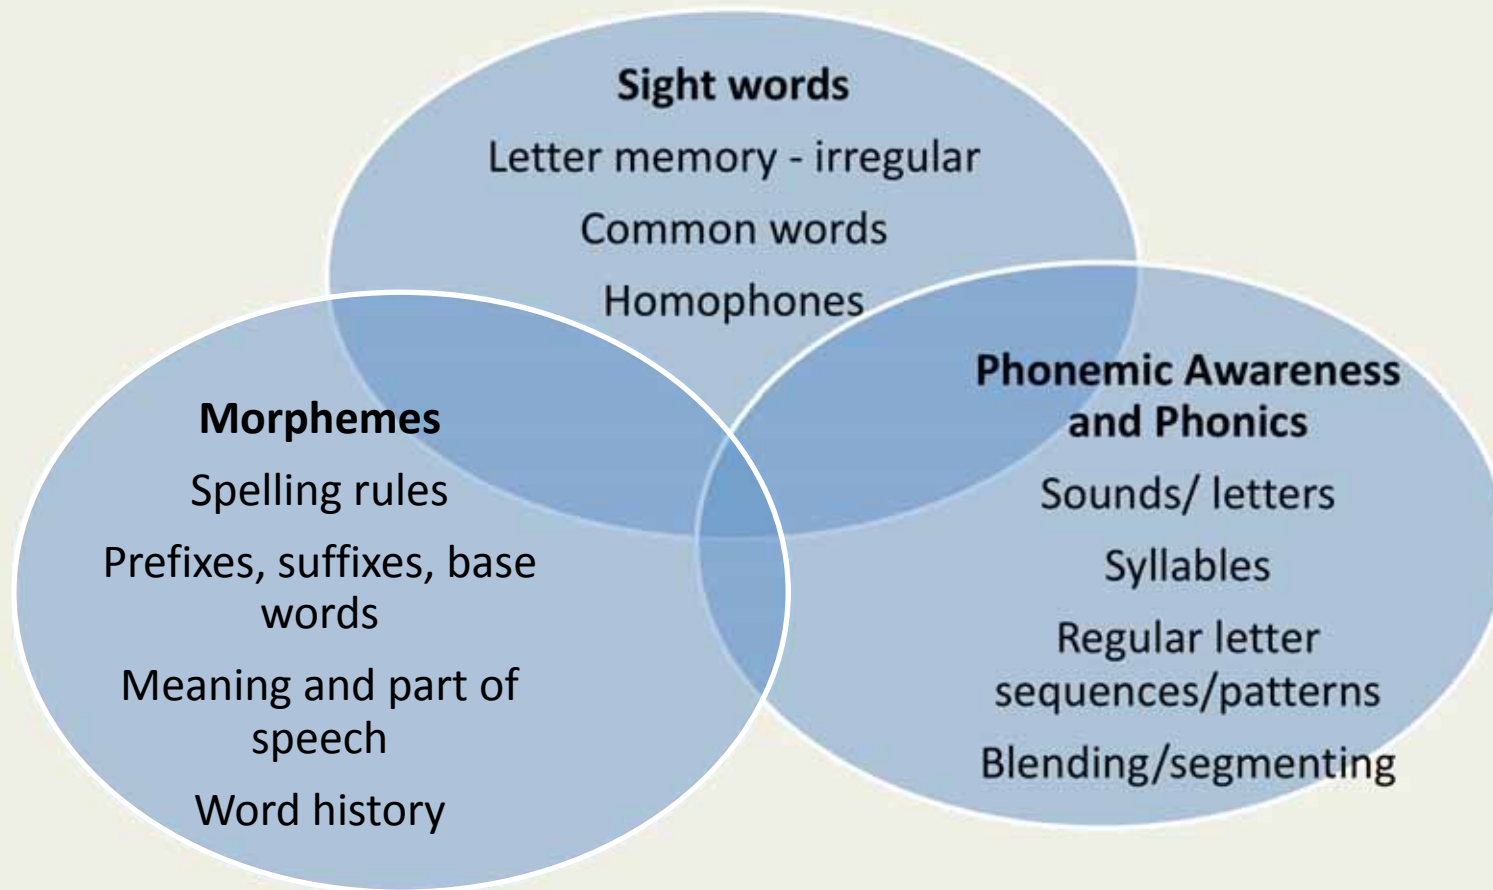 Sight words
Letter memory - irregular
Common words
Homophones
Morphemes
Spelling rules
Prefixes, suffixes, base
words
Meaning and part of
speech
Word history
Phonemic Awareness
and Phonics
Sounds/ letters
Syllables
Regular letter
sequences/patterns
Blending/segmenting